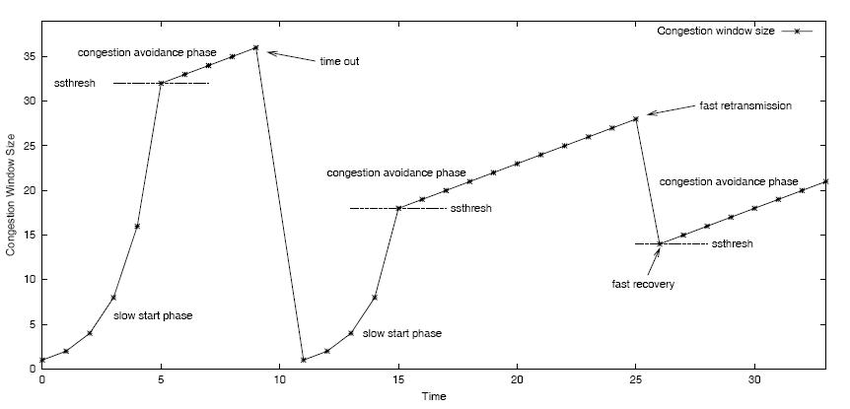 Congestion window size
congestion avoidance phase
time out
ssthresh
fast retransmission
congestion avoidance phase
congestion avoidance phase
ssthresh
ssthresh
fast recovery
slow start phase
slow start phase
Congestion Window Size
35
30
25
20
15
10
5
0
0 5 10 15 20 25 30
Time